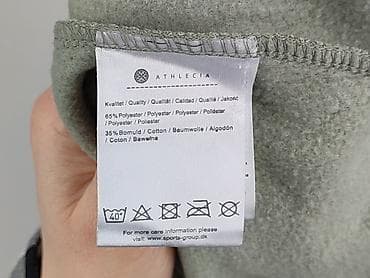 ATHLECIA
Kvalitet / Quality / Qualität / Calidad / Qualité / Jakość
65% Polyester / Polyester / Polyester / Poliéster
/ Polyester / Poliester
35% Bomuld / Cotton / Baumwolle / Algodón
/ Coton / Bawełna
40°
For more care information please
visit: www.sports-group.dk